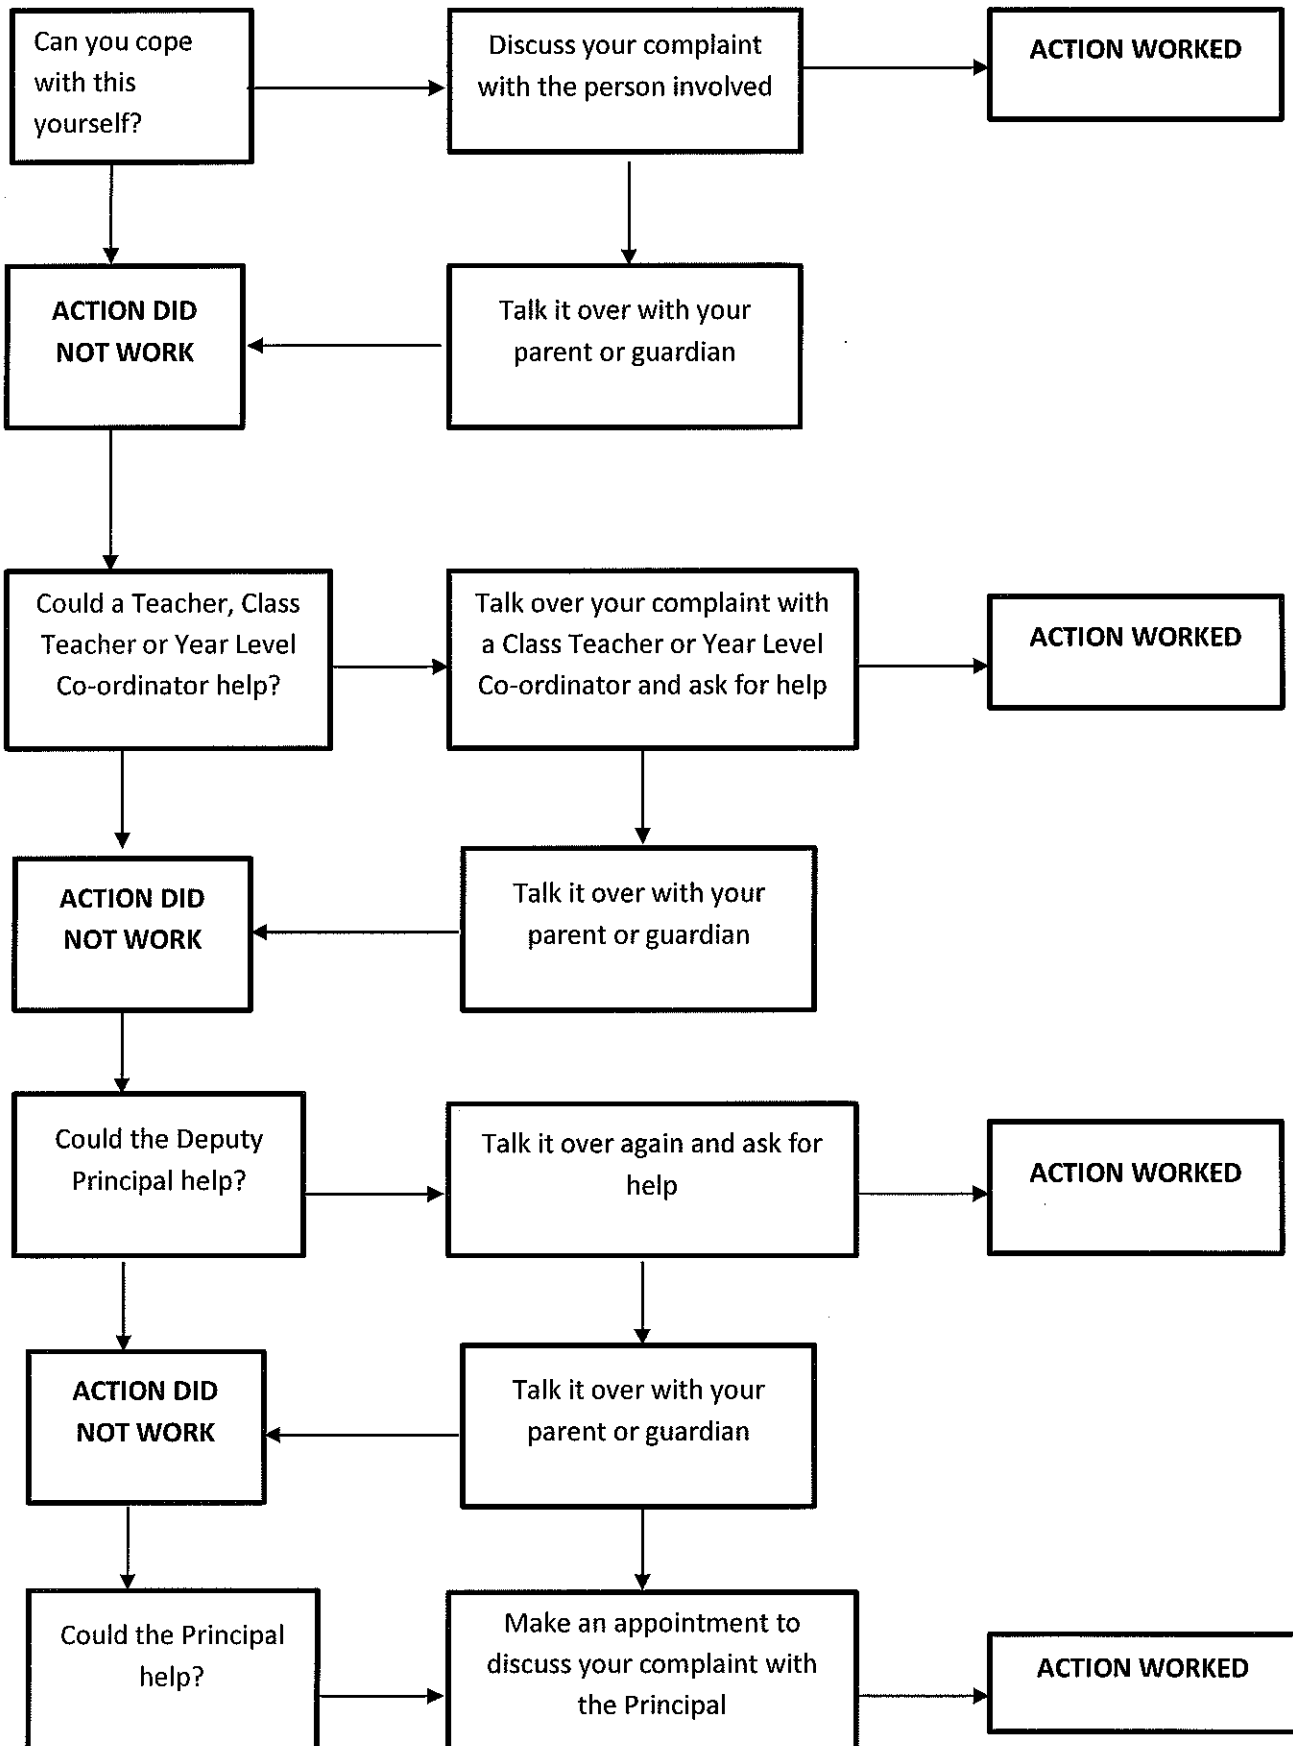 Can you cope
with this
yourself?
Discuss your complaint
with the person involved
ACTION WORKED
ACTION DID
NOT WORK
Talk it over with your
parent or guardian
Could a Teacher, Class
Teacher or Year Level
Co-ordinator help?
Talk over your complaint with
a Class Teacher or Year Level
Co-ordinator and ask for help
ACTION WORKED
ACTION DID
NOT WORK
Talk it over with your
parent or guardian
Could the Deputy
Principal help?
Talk it over again and ask for
help
ACTION WORKED
ACTION DID
NOT WORK
Talk it over with your
parent or guardian
Could the Principal
help?
Make an appointment to
discuss your complaint with
the Principal
ACTION WORKED